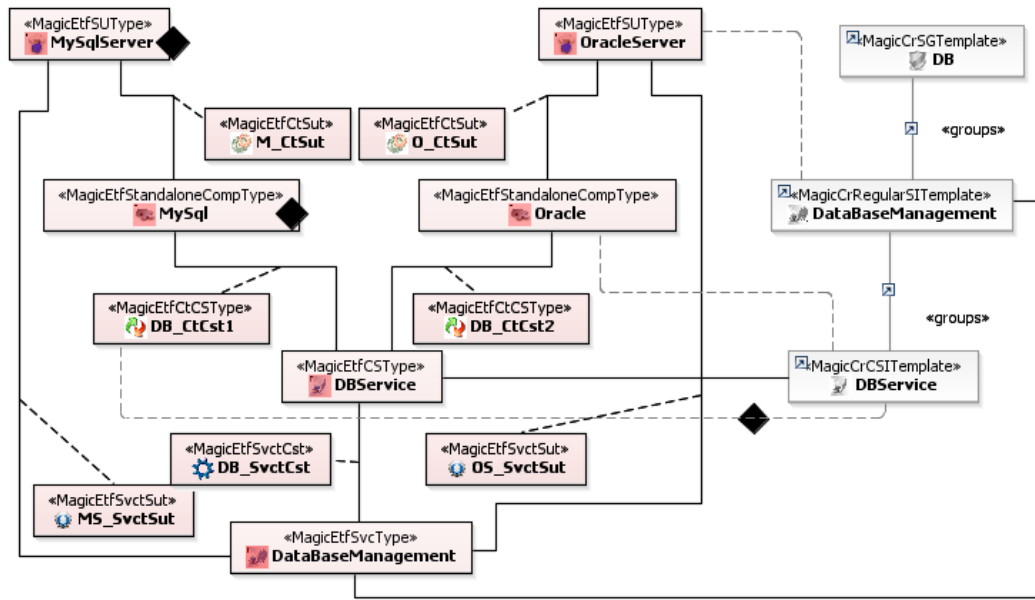 «MagicEtfSUType»
MySqlServer
«MagicEtfSUType»
OracleServer
«MagicCrSGTemplate»
DB
«MagicEtfCtSut»
M_CtSut
«MagicEtfCtSut»
O_CtSut
«groups»
«MagicEtfStandaloneCompType»
MySql
«MagicEtfStandaloneCompType»
Oracle
«MagicCrRegularSITemplate»
DataBaseManagement
«MagicEtfCtCSType»
DB_CtCst1
«MagicEtfCtCSType»
DB_CtCst2
«groups»
«MagicEtfCSType»
DBService
«MagicCrCSITemplate»
DBService
«MagicEtfSvctCst»
DB_SvctCst
«MagicEtfSvctSut»
OS_SvctSut
«MagicEtfSvctSut»
MS_SvctSut
«MagicEtfSvcType»
DataBaseManagement